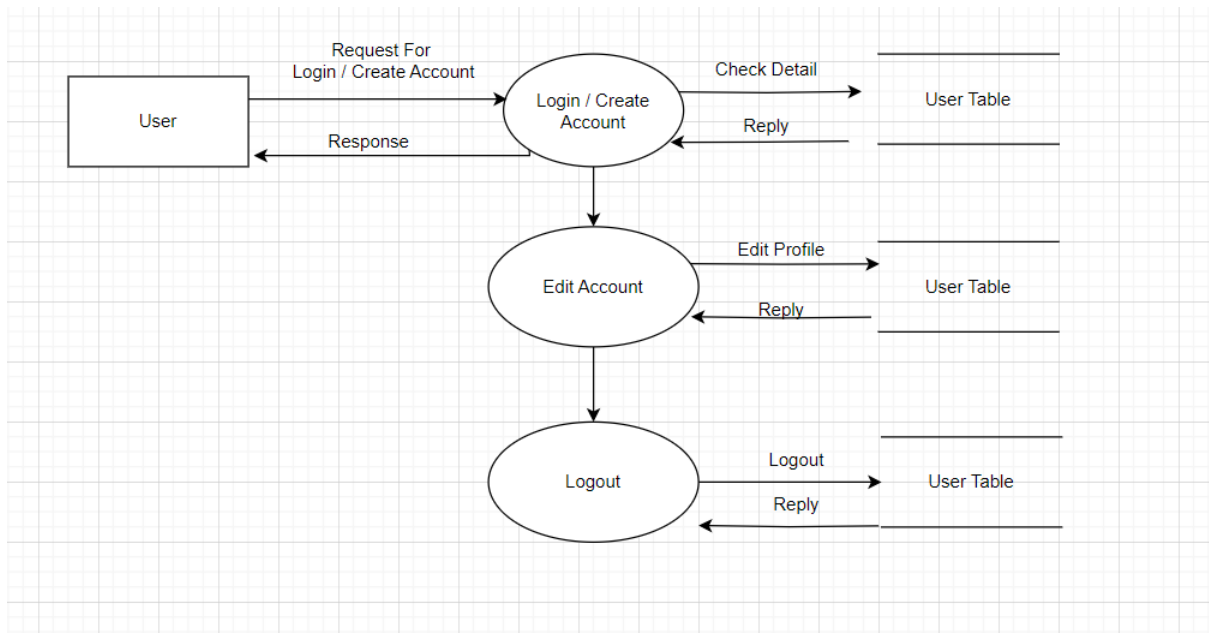 Request For
Login / Create Account
User
Response
Login / Create
Account
Check Detail
Reply
User Table
Edit Account
Edit Profile
Reply
User Table
Logout
Logout
Reply
User Table